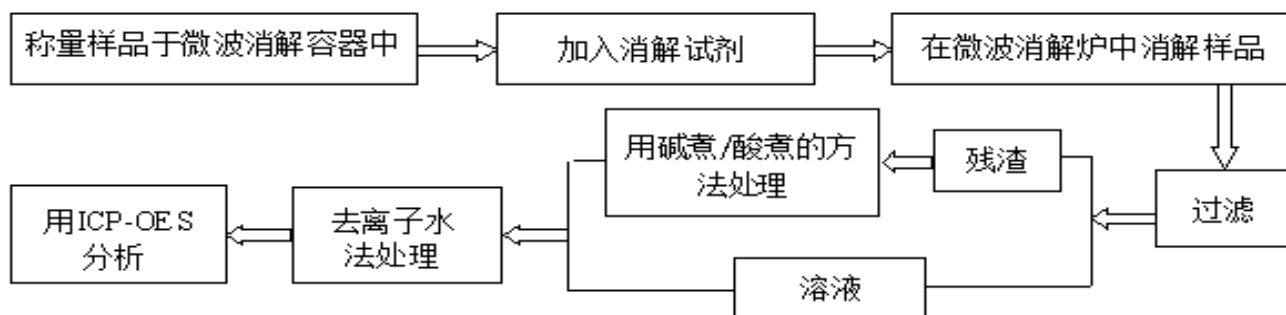 称量样品于微波消解容器中
加入消解试剂
在微波消解炉中消解样品
过滤
残渣
用碱煮/酸煮的方
法处理
溶液
去离子水
法处理
用ICP-OES
分析